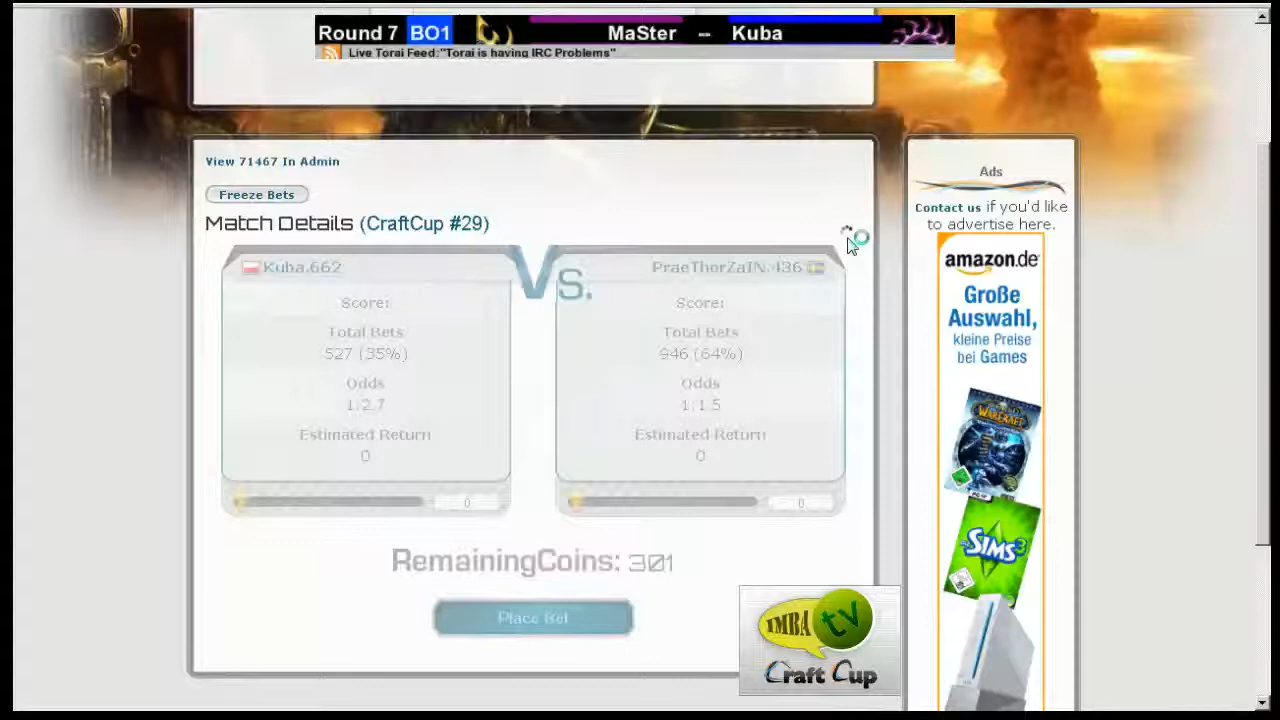 Round 7 BO1 MaSter -- Kuba
Live Torai Feed:"Torai is having IRC Problems"
View 71467 In Admin
Freeze Bets
Match Details (CraftCup #29)
Kuba.662
Vs.
PraeThorZaIN.436
Score:
Score:
Total Bets
Total Bets
527 (35%)
946 (64%)
Odds
Odds
1:2.7
1:1.5
Estimated Return
Estimated Return
0
0
0
0
RemainingCoins: 301
Place Bet
IMBA tv
Craft Cup
Ads
Contact us if you'd like
to advertise here.
amazon.de
Große
Auswahl,
kleine Preise
bei Games
WARCRAFT
SIMS 3